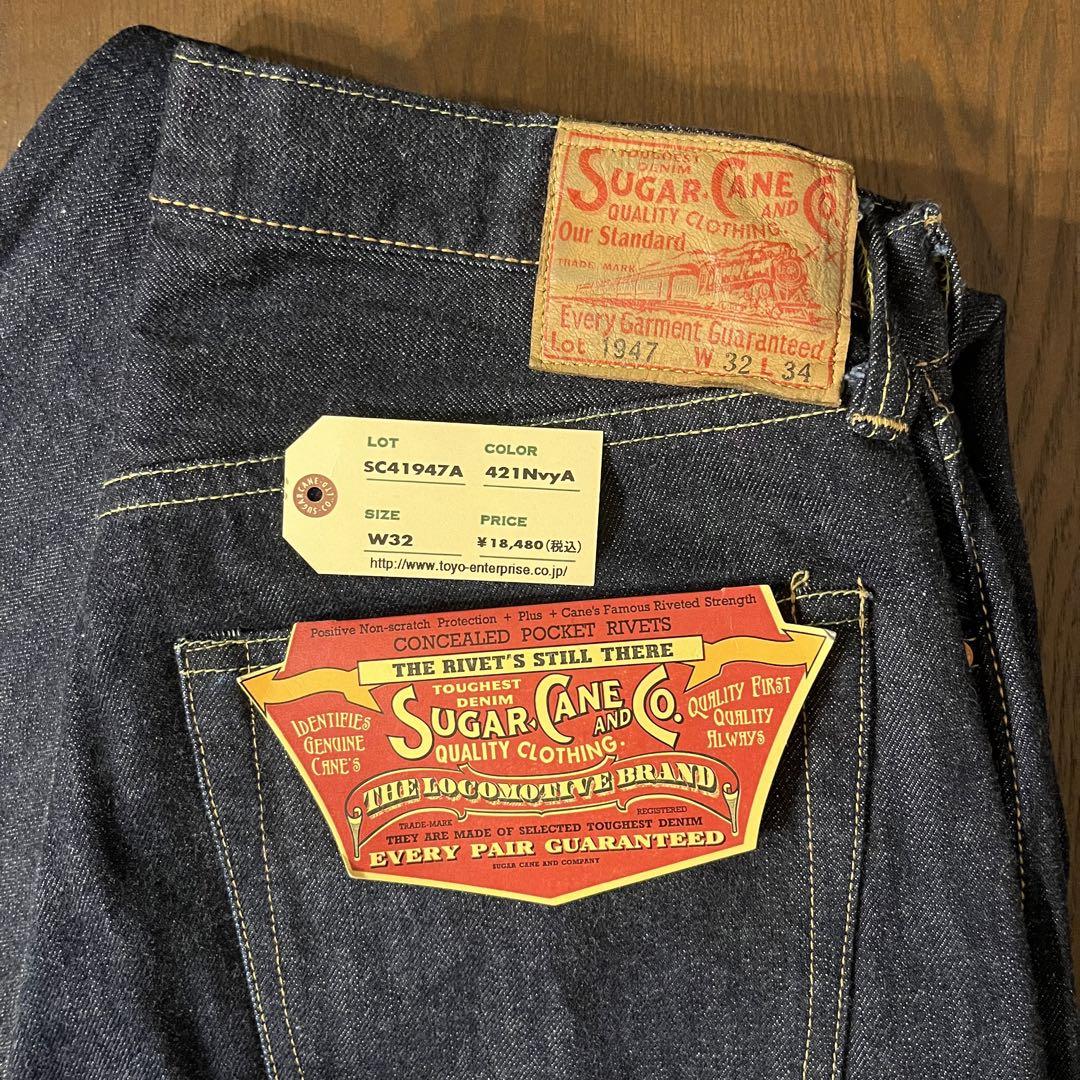 TOUGHEST
DENIM
SUGAR CANE
AND Co.
QUALITY CLOTHING.
Our Standard
XX
TRADE MARK
Every Garment Guaranteed
Lot 1947 W 32 L 34
LOT COLOR
SC41947A 421NvyA
SIZE PRICE
W32 ¥18,480(税込)
http://www.toyo-enterprise.co.jp/
SUGAR CANE-CO.
Positive Non-scratch Protection + Plus + Cane's Famous Riveted Strength
CONCEALED POCKET RIVETS
THE RIVET'S STILL THERE
IDENTIFIES
GENUINE
CANE'S
TOUGHEST
DENIM
SUGAR CANE
AND Co.
QUALITY CLOTHING.
QUALITY FIRST
QUALITY
ALWAYS
THE LOCOMOTIVE BRAND
TRADE-MARK REGISTERED
THEY ARE MADE OF SELECTED TOUGHEST DENIM
EVERY PAIR GUARANTEED
SUGAR CANE AND COMPANY